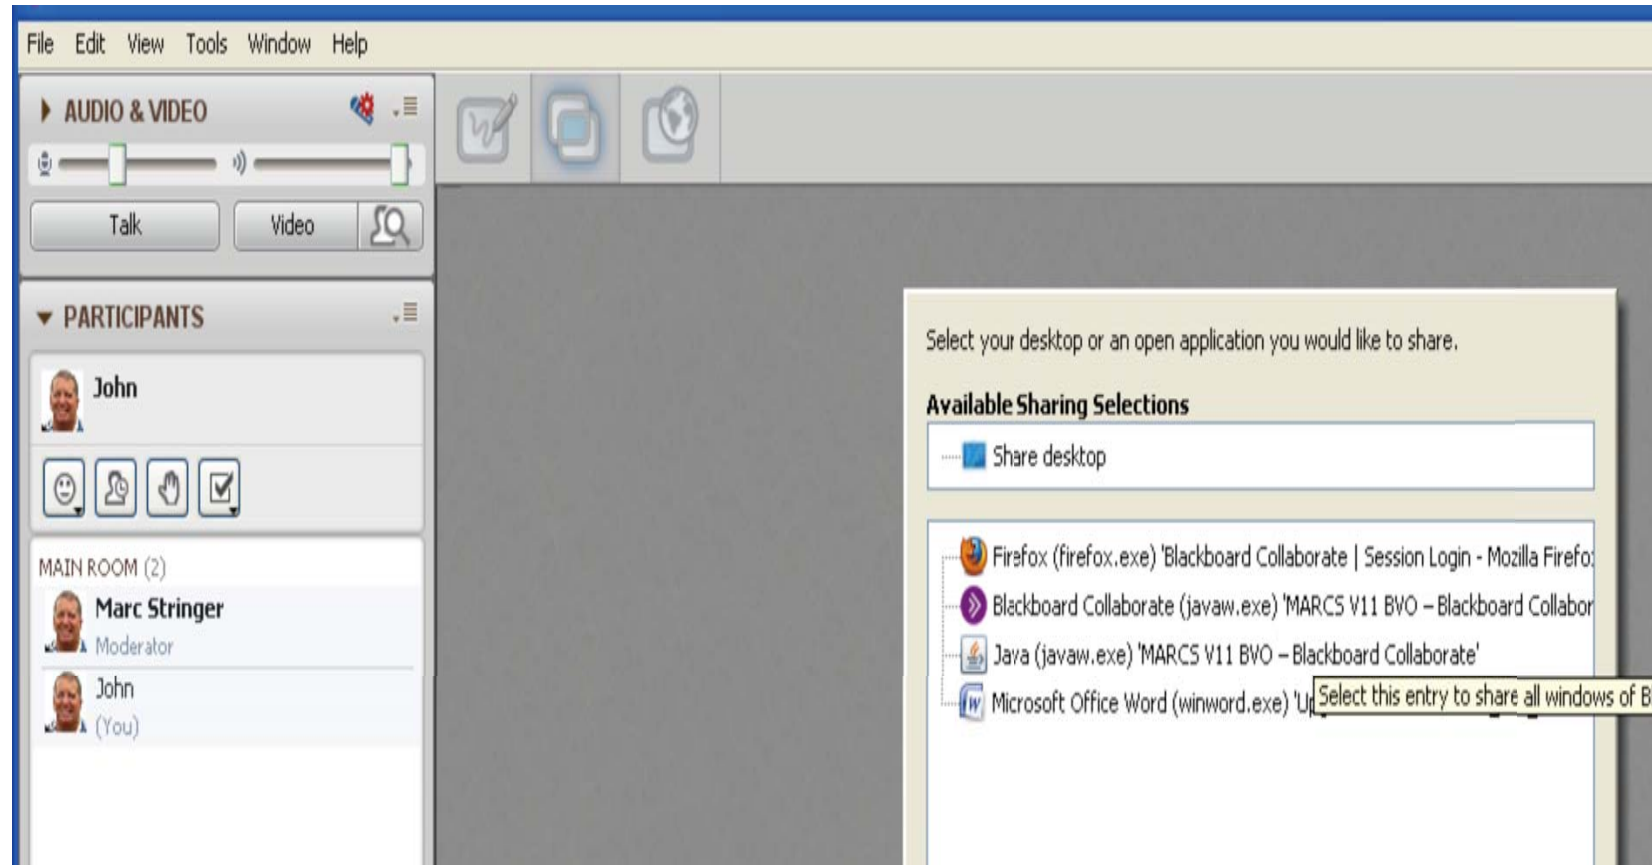 File Edit View Tools Window Help
AUDIO & VIDEO
Talk Video
PARTICIPANTS
John
MAIN ROOM (2)
Marc Stringer
Moderator
John
(You)
Select your desktop or an open application you would like to share.
Available Sharing Selections
Share desktop
Firefox (firefox.exe) 'Blackboard Collaborate | Session Login - Mozilla Firefo
Blackboard Collaborate (javaw.exe) 'MARCS V11 BVO – Blackboard Collabor
Java (javaw.exe) 'MARCS V11 BVO – Blackboard Collaborate'
Microsoft Office Word (winword.exe) 'Up
Select this entry to share all windows of B